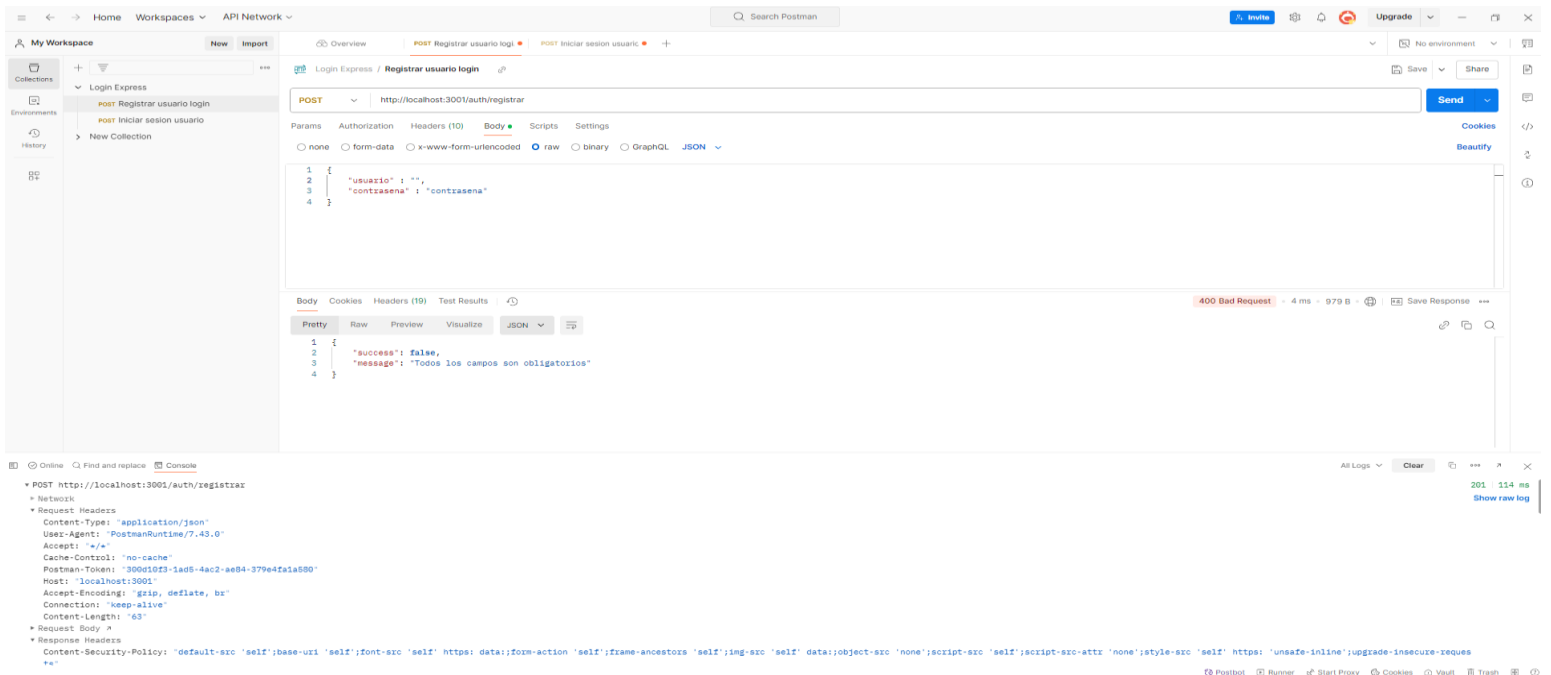 Home Workspaces API Network Search Postman Invite Upgrade
My Workspace New Import Overview POST Registrar usuario logi POST Iniciar sesion usuaric No environment
Collections
Environments
History
Login Express
POST Registrar usuario login
POST Iniciar sesion usuario
New Collection
Login Express / Registrar usuario login Save Share
POST http://localhost:3001/auth/registrar Send
Params Authorization Headers (10) Body Scripts Settings Cookies
none form-data x-www-form-urlencoded raw binary GraphQL JSON Beautify
1 {
2 "usuario" : "",
3 "contrasena" : "contrasena"
4 }
Body Cookies Headers (19) Test Results 400 Bad Request 4 ms 979 B Save Response
Pretty Raw Preview Visualize JSON
1 {
2 "success": false,
3 "message": "Todos los campos son obligatorios"
4 }
Online Find and replace Console All Logs Clear
POST http://localhost:3001/auth/registrar 201 114 ms
Network Show raw log
Request Headers
Content-Type: "application/json"
User-Agent: "PostmanRuntime/7.43.0"
Accept: "*/*"
Cache-Control: "no-cache"
Postman-Token: "300d10f3-1ad5-4ac2-ae84-379e4fa1a580"
Host: "localhost:3001"
Accept-Encoding: "gzip, deflate, br"
Connection: "keep-alive"
Content-Length: "63"
Request Body
Response Headers
Content-Security-Policy: "default-src 'self';base-uri 'self';font-src 'self' https: data:;form-action 'self';frame-ancestors 'self';img-src 'self' data:;object-src 'none';script-src 'self';script-src-attr 'none';style-src 'self' https: 'unsafe-inline';upgrade-insecure-reques
Postbot Runner Start Proxy Cookies Vault Trash